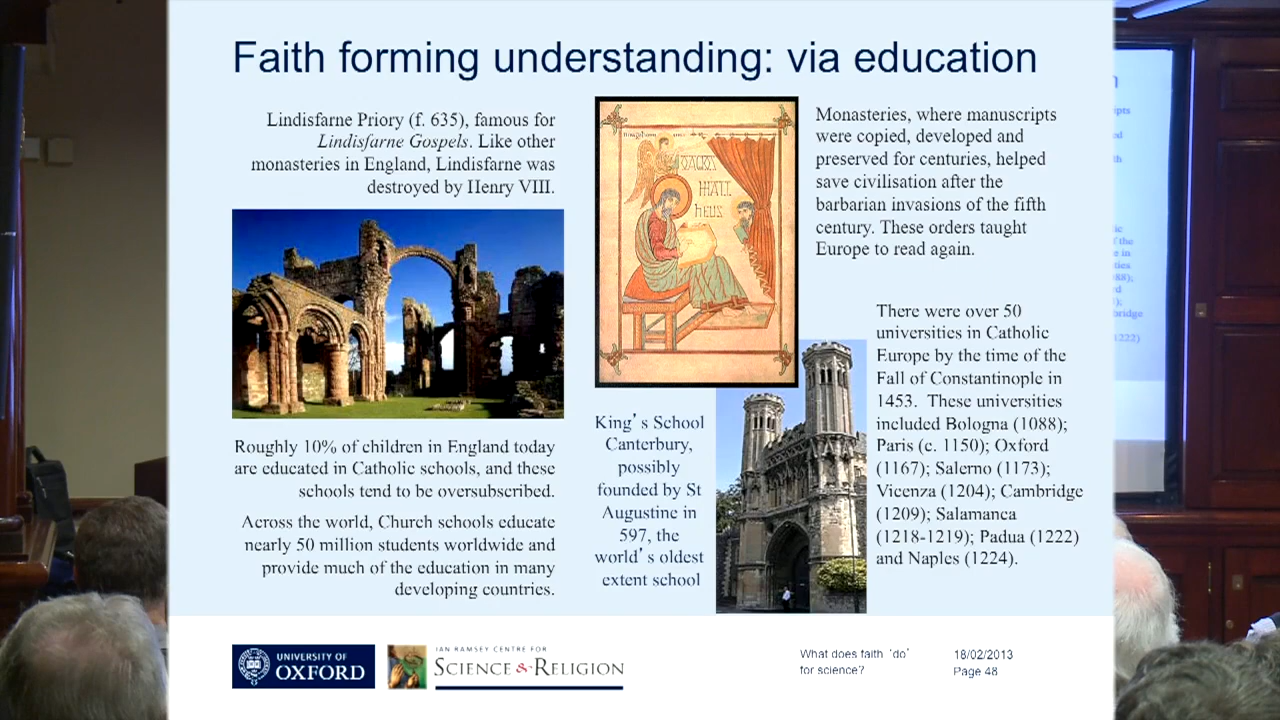 Faith forming understanding: via education
Lindisfarne Priory (f. 635), famous for
Lindisfarne Gospels. Like other
monasteries in England, Lindisfarne was
destroyed by Henry VIII.
Monasteries, where manuscripts
were copied, developed and
preserved for centuries, helped
save civilisation after the
barbarian invasions of the fifth
century. These orders taught
Europe to read again.
There were over 50
universities in Catholic
Europe by the time of the
Fall of Constantinople in
1453. These universities
included Bologna (1088);
Paris (c. 1150); Oxford
(1167); Salerno (1173);
Vicenza (1204); Cambridge
(1209); Salamanca
(1218-1219); Padua (1222)
and Naples (1224).
King's School
Canterbury,
possibly
founded by St
Augustine in
597, the
world's oldest
extent school
Roughly 10% of children in England today
are educated in Catholic schools, and these
schools tend to be oversubscribed.
Across the world, Church schools educate
nearly 50 million students worldwide and
provide much of the education in many
developing countries.
UNIVERSITY OF
OXFORD
IAN RAMSEY CENTRE FOR
SCIENCE & RELIGION
What does faith 'do'
for science?
18/02/2013
Page 48